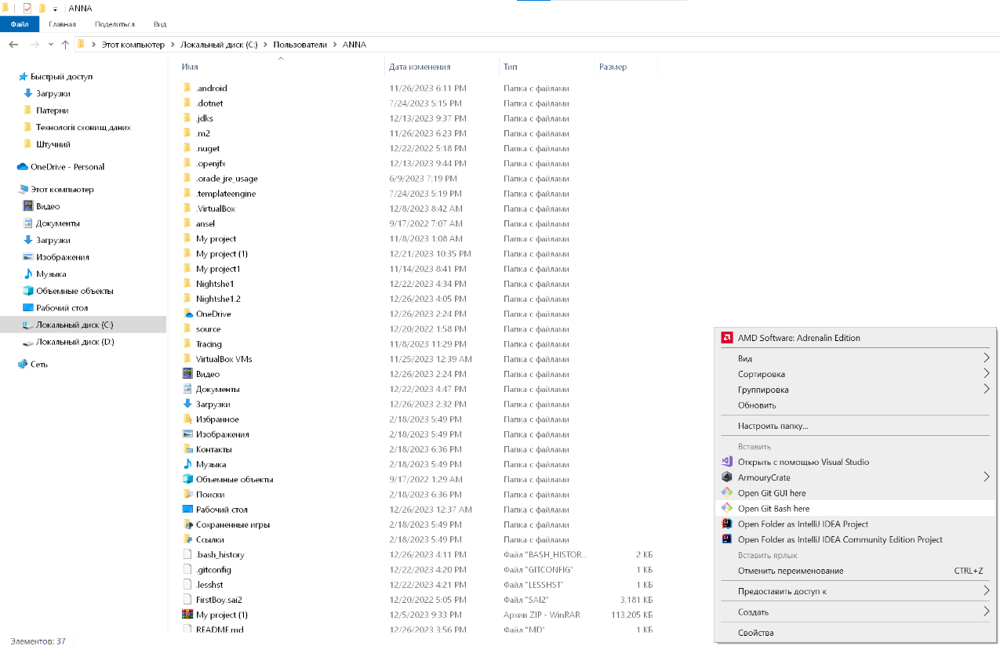 ANNA
Файл Главная Поделиться Вид
Этот компьютер > Локальный диск (C:) > Пользователи > ANNA
Имя Дата изменения Тип Размер
Быстрый доступ
Загрузки
Патерни
Технології сховищ даних
Штучний
OneDrive - Personal
Этот компьютер
Видео
Документы
Загрузки
Изображения
Музыка
Объемные объекты
Рабочий стол
Локальный диск (C:)
Локальный диск (D:)
Сеть
.android 11/26/2023 6:11 PM Папка с файлами
.dotnet 7/24/2023 5:15 PM Папка с файлами
.jdks 12/13/2023 9:37 PM Папка с файлами
.m2 11/26/2023 6:23 PM Папка с файлами
.nuget 12/22/2022 5:18 PM Папка с файлами
.openjfx 12/13/2023 9:44 PM Папка с файлами
.oracle_jre_usage 6/9/2023 7:19 PM Папка с файлами
.templateengine 7/24/2023 5:19 PM Папка с файлами
.VirtualBox 12/8/2023 8:42 AM Папка с файлами
ansel 9/17/2022 7:07 AM Папка с файлами
My project 11/8/2023 1:08 AM Папка с файлами
My project (1) 12/21/2023 10:35 PM Папка с файлами
My project1 11/14/2023 8:41 PM Папка с файлами
Nightshe1 12/22/2023 4:34 PM Папка с файлами
Nightshe1.2 12/26/2023 4:05 PM Папка с файлами
OneDrive 12/26/2023 2:24 PM Папка с файлами
source 12/20/2022 1:58 PM Папка с файлами
Tracing 11/8/2023 11:29 PM Папка с файлами
VirtualBox VMs 11/25/2023 12:39 AM Папка с файлами
Видео 12/26/2023 2:24 PM Папка с файлами
Документы 12/22/2023 4:47 PM Папка с файлами
Загрузки 12/26/2023 2:32 PM Папка с файлами
Избранное 2/18/2023 5:49 PM Папка с файлами
Изображения 2/18/2023 5:49 PM Папка с файлами
Контакты 2/18/2023 6:36 PM Папка с файлами
Музыка 2/18/2023 5:49 PM Папка с файлами
Объемные объекты 9/17/2022 1:29 AM Папка с файлами
Поиски 2/18/2023 6:36 PM Папка с файлами
Рабочий стол 12/26/2023 12:37 AM Папка с файлами
Сохраненные игры 2/18/2023 5:49 PM Папка с файлами
Ссылки 2/18/2023 5:49 PM Папка с файлами
.bash_history 12/26/2023 4:11 PM Файл "BASH_HISTOR... 2 КБ
.gitconfig 12/22/2023 4:20 PM Файл "GITCONFIG" 1 КБ
.lesshst 12/22/2023 4:21 PM Файл "LESSHST" 1 КБ
FirstBoy.sai2 12/20/2022 5:05 PM Файл "SAI2" 3,181 КБ
My project (1) 12/5/2023 9:33 PM Архив ZIP - WinRAR 113,205 КБ
README.md 12/26/2023 3:56 PM Файл "MD" 1 КБ
Элементов: 37
AMD Software: Adrenalin Edition
Вид
Сортировка
Группировка
Обновить
Настроить папку...
Вставить
Открыть с помощью Visual Studio
ArmouryCrate
Open Git GUI here
Open Git Bash here
Open Folder as IntelliJ IDEA Project
Open Folder as IntelliJ IDEA Community Edition Project
Вставить ярлык
Отменить переименование CTRL+Z
Предоставить доступ к
Создать
Свойства